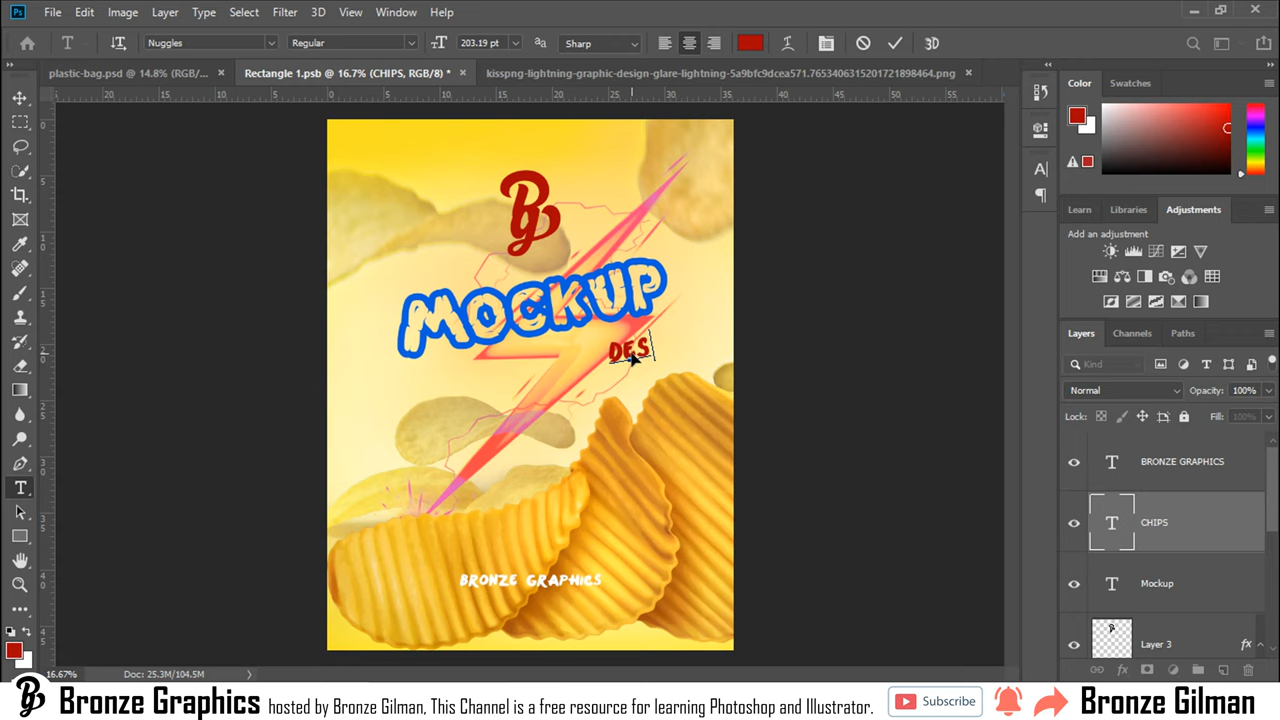 Ps File Edit Image Layer Type Select Filter 3D View Window Help
T Nuggles Regular 203.19 pt Sharp 3D
plastic-bag.psd @ 14.8% (RGB/... × Rectangle 1.psb @ 16.7% (CHIPS, RGB/8) * × kisspng-lightning-graphic-design-glare-lightning-5a9bfc9dcea571.7653406315201721898464.png ×
Color Swatches
Learn Libraries Adjustments
Add an adjustment
Layers Channels Paths
Kind
Normal Opacity: 100%
Lock: Fill: 100%
T BRONZE GRAPHICS
T CHIPS
T Mockup
Layer 3 fx
Bg
MOCKUP
DES
BRONZE GRAPHICS
16.67% Doc: 25.3M/104.5M
Bg Bronze Graphics hosted by Bronze Gilman, This Channel is a free resource for learning Photoshop and Illustrator. Subscribe Bronze Gilman